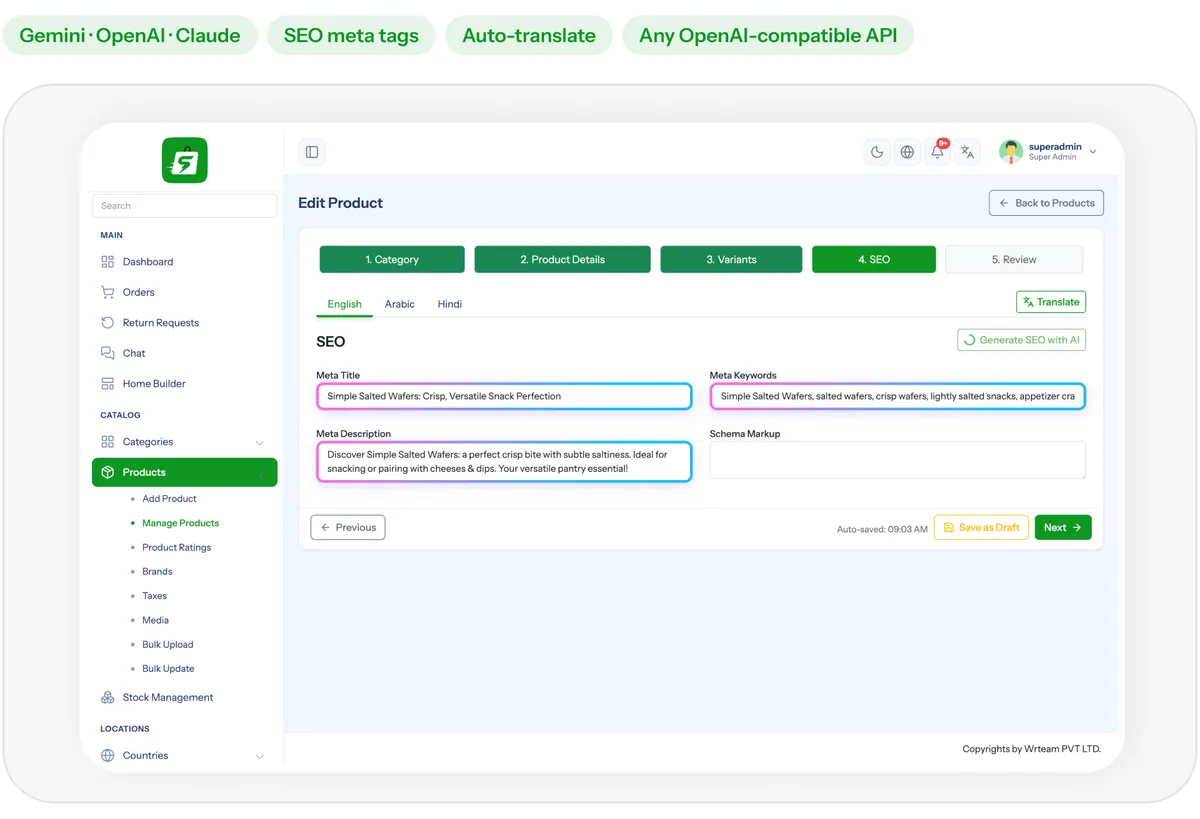 Gemini · OpenAI · Claude
SEO meta tags
Auto-translate
Any OpenAI-compatible API
9+
superadmin
Super Admin
Search
MAIN
Dashboard
Orders
Return Requests
Chat
Home Builder
CATALOG
Categories
Products
Add Product
Manage Products
Product Ratings
Brands
Taxes
Media
Bulk Upload
Bulk Update
Stock Management
LOCATIONS
Countries
Edit Product
Back to Products
1. Category
2. Product Details
3. Variants
4. SEO
5. Review
English
Arabic
Hindi
Translate
SEO
Generate SEO with AI
Meta Title
Simple Salted Wafers: Crisp, Versatile Snack Perfection
Meta Keywords
Simple Salted Wafers, salted wafers, crisp wafers, lightly salted snacks, appetizer cra
Meta Description
Discover Simple Salted Wafers: a perfect crisp bite with subtle saltiness. Ideal for
snacking or pairing with cheeses & dips. Your versatile pantry essential!
Schema Markup
Previous
Auto-saved: 09:03 AM
Save as Draft
Next
Copyrights by Wrteam PVT LTD.